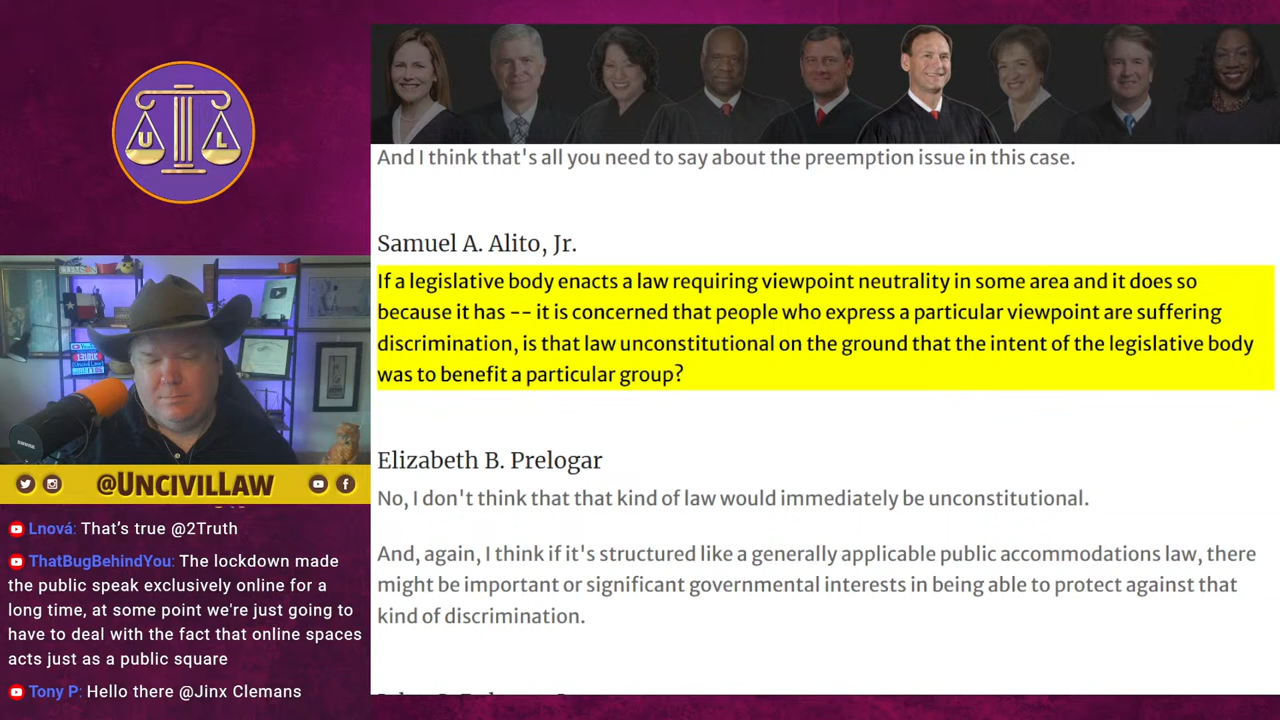 U L
And I think that's all you need to say about the preemption issue in this case.
Samuel A. Alito, Jr.
If a legislative body enacts a law requiring viewpoint neutrality in some area and it does so
because it has -- it is concerned that people who express a particular viewpoint are suffering
discrimination, is that law unconstitutional on the ground that the intent of the legislative body
was to benefit a particular group?
Elizabeth B. Prelogar
No, I don't think that that kind of law would immediately be unconstitutional.
And, again, I think if it's structured like a generally applicable public accommodations law, there
might be important or significant governmental interests in being able to protect against that
kind of discrimination.
CLEMSON
@UNCIVILLAW
Lnová: That's true @2Truth
ThatBugBehindYou: The lockdown made
the public speak exclusively online for a
long time, at some point we're just going to
have to deal with the fact that online spaces
acts just as a public square
Tony P: Hello there @Jinx Clemans